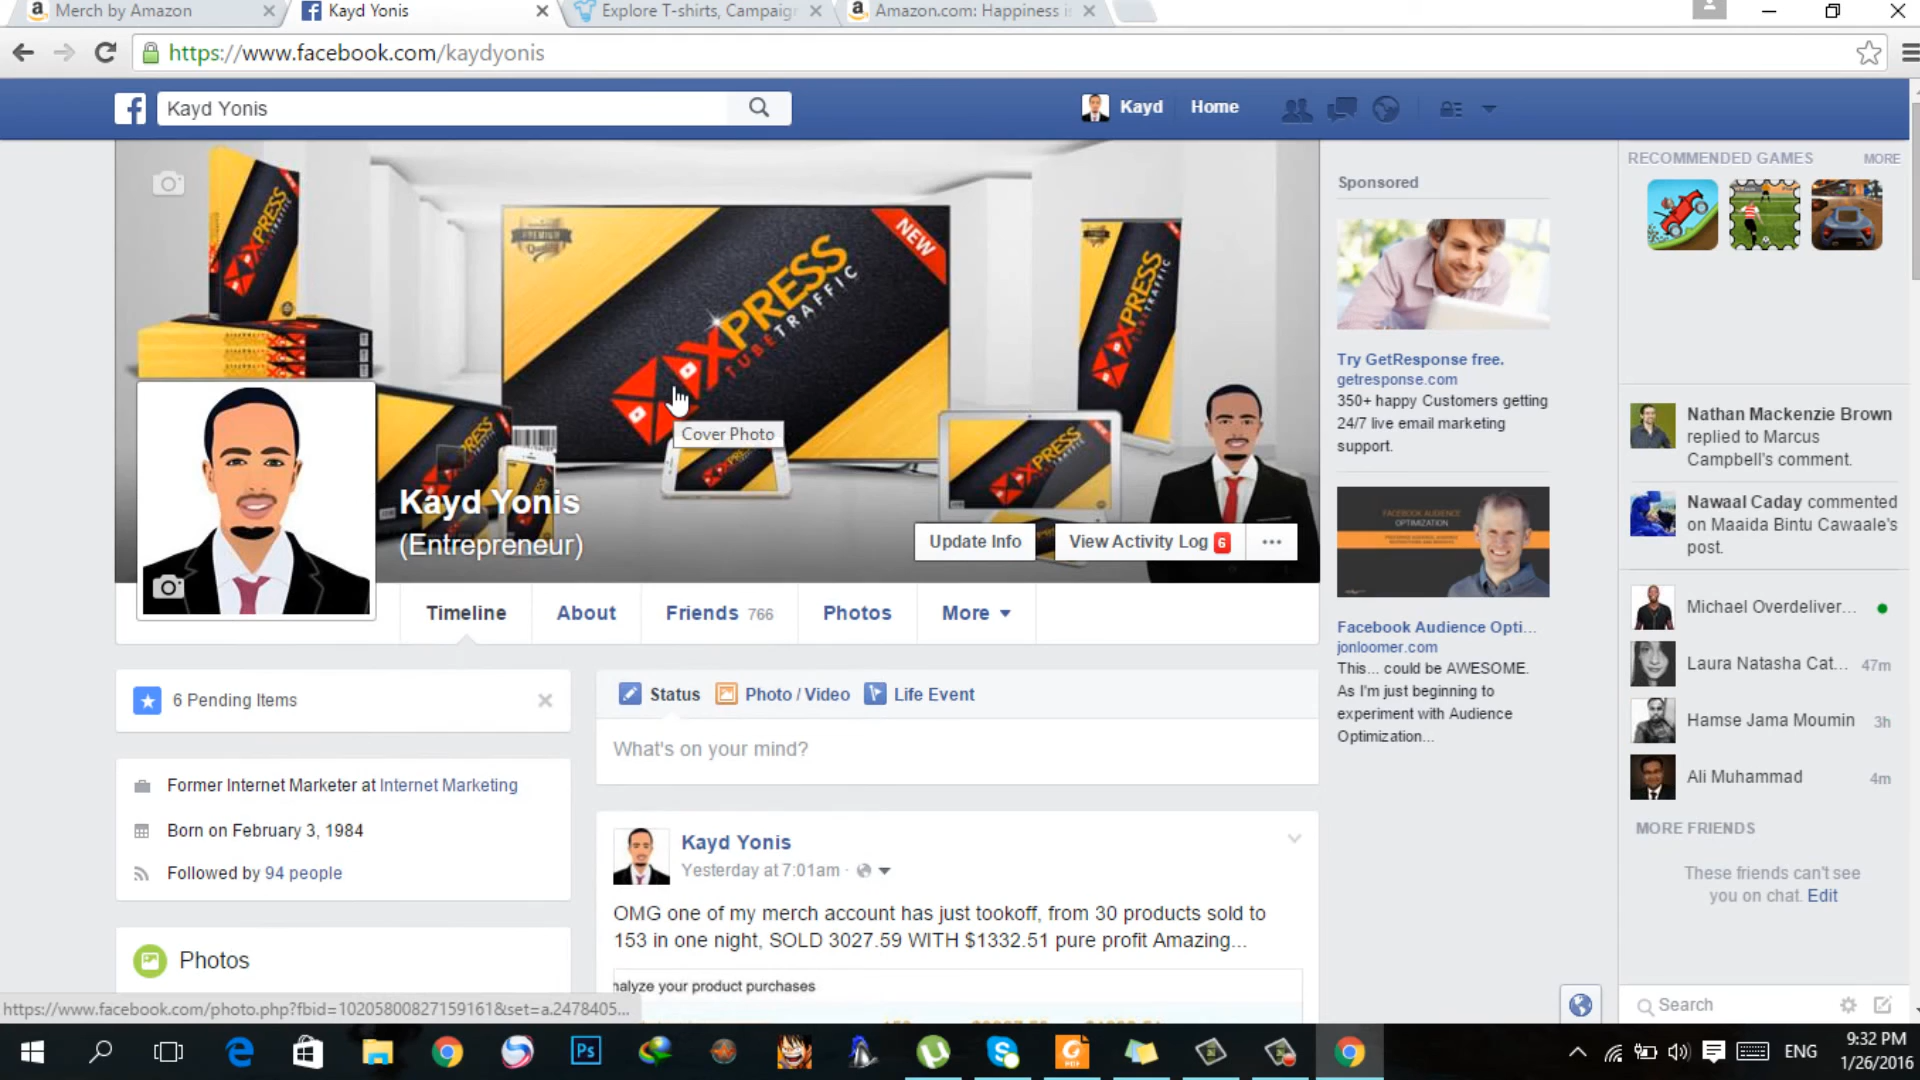 Merch by Amazon
Kayd Yonis
Explore T-shirts, Campaign
Amazon.com: Happiness is
https://www.facebook.com/kaydyonis
Kayd Yonis
Kayd
Home
XPRESS
TUBETRAFFIC
NEW
PREMIUM
Quality
Cover Photo
Kayd Yonis
(Entrepreneur)
Update Info
View Activity Log 6
Timeline
About
Friends 766
Photos
More
6 Pending Items
Former Internet Marketer at Internet Marketing
Born on February 3, 1984
Followed by 94 people
Photos
Status
Photo / Video
Life Event
What's on your mind?
Kayd Yonis
Yesterday at 7:01am ·
OMG one of my merch account has just tookoff, from 30 products sold to
153 in one night, SOLD 3027.59 WITH $1332.51 pure profit Amazing...
nalyze your product purchases
Sponsored
Try GetResponse free.
getresponse.com
350+ happy Customers getting
24/7 live email marketing
support.
FACEBOOK AUDIENCE
OPTIMIZATION
Facebook Audience Opti...
jonloomer.com
This... could be AWESOME.
As I'm just beginning to
experiment with Audience
Optimization...
RECOMMENDED GAMES
MORE
Nathan Mackenzie Brown
replied to Marcus
Campbell's comment.
Nawaal Caday commented
on Maaida Bintu Cawaale's
post.
Michael Overdeliver...
Laura Natasha Cat... 47m
Hamse Jama Moumin 3h
Ali Muhammad 4m
MORE FRIENDS
These friends can't see
you on chat. Edit
Search
https://www.facebook.com/photo.php?fbid=10205800827159161&set=a.2478405...
Ps
PDF
ENG
9:32 PM
1/26/2016